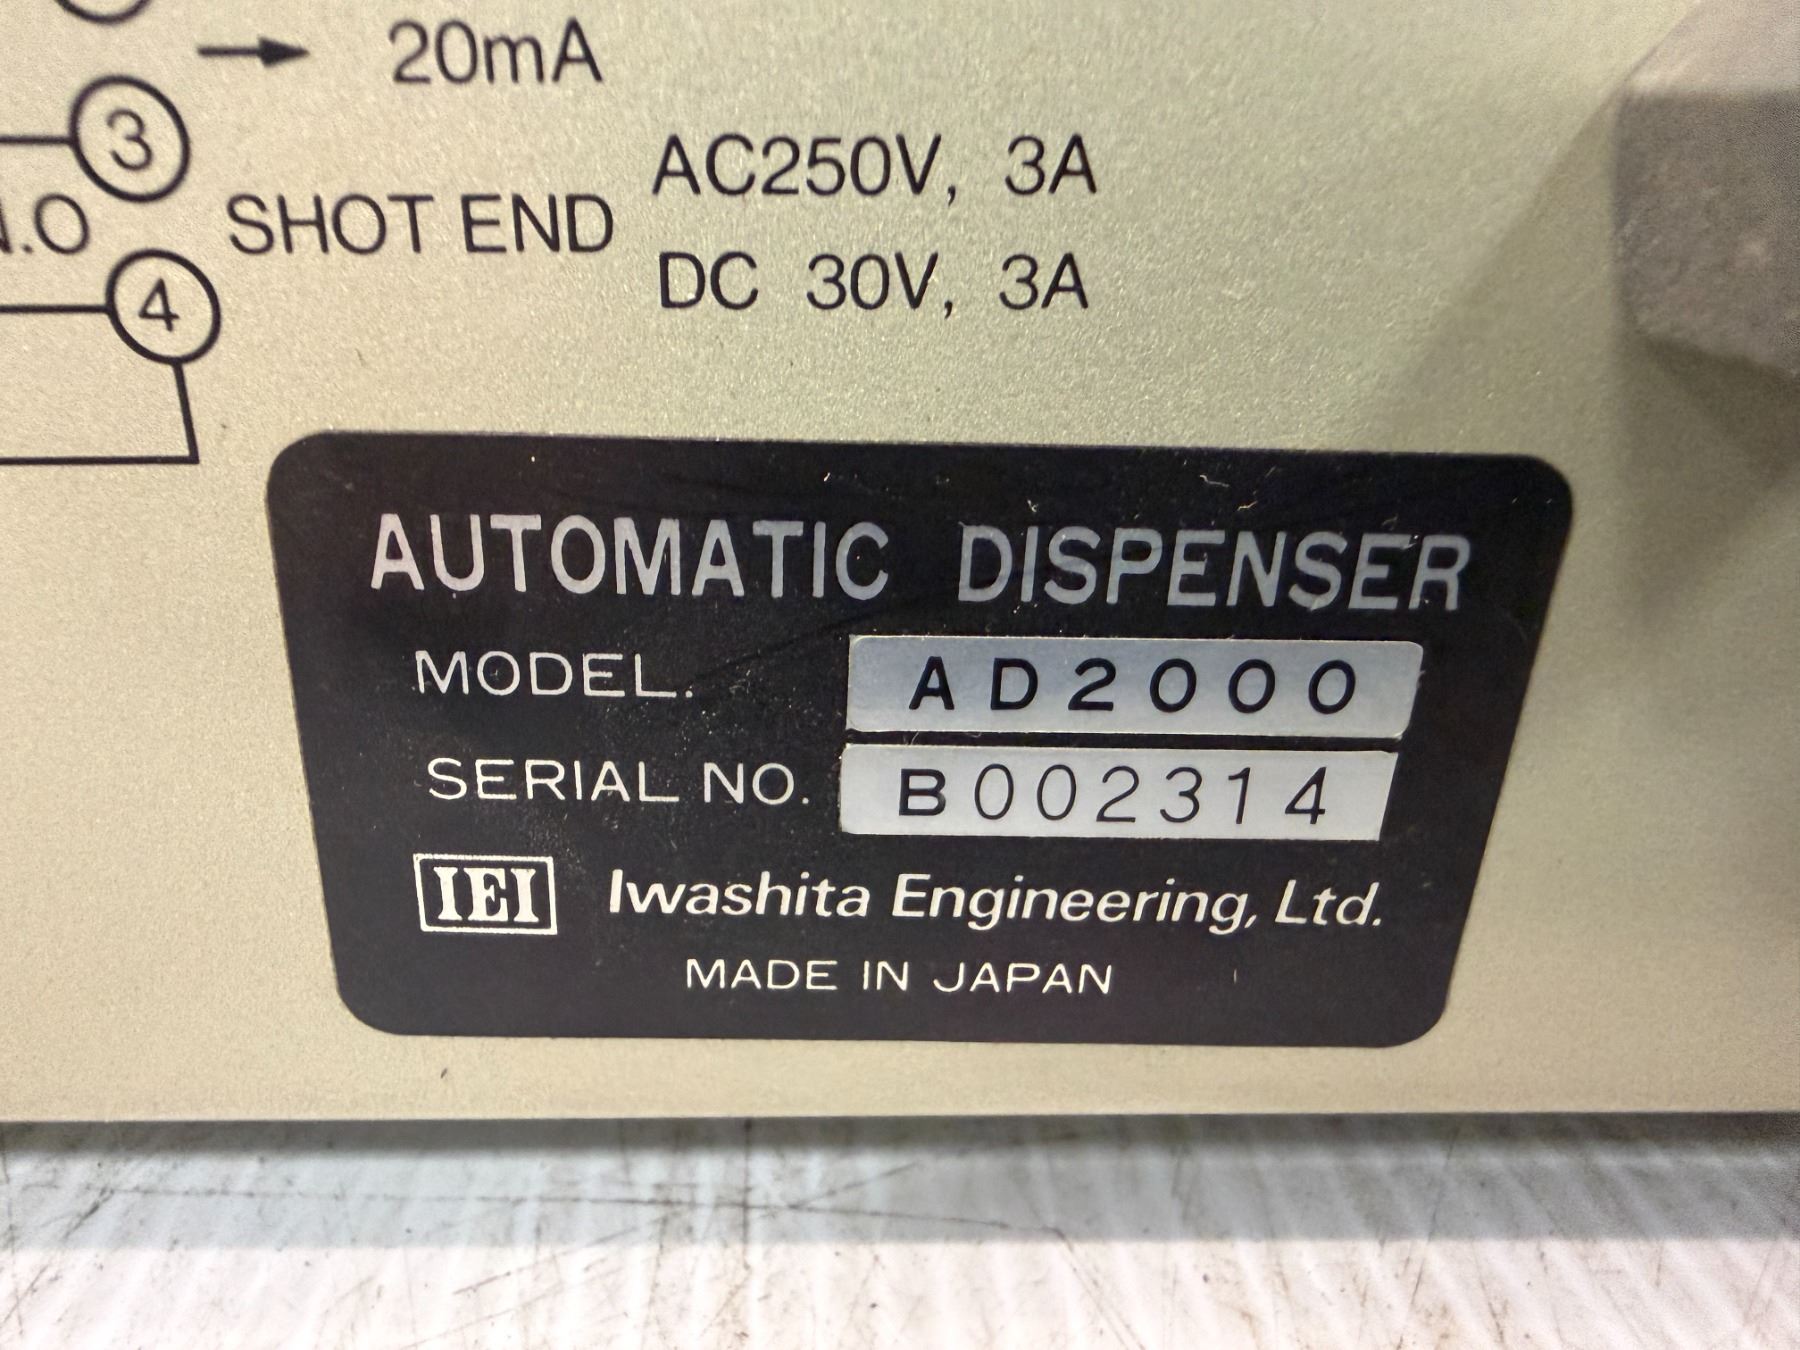 20mA
3
AC250V, 3A
N.O SHOT END
4
DC 30V, 3A
AUTOMATIC DISPENSER
MODEL. AD2000
SERIAL NO. B002314
IEI Iwashita Engineering, Ltd.
MADE IN JAPAN